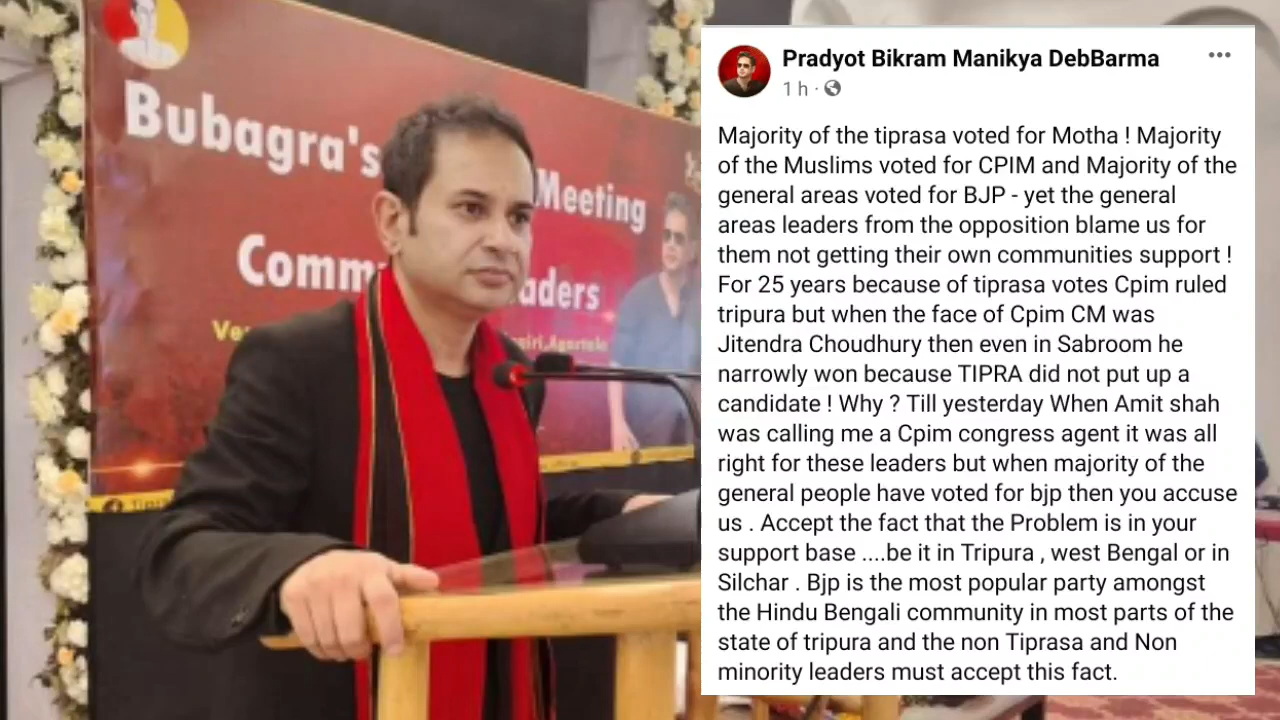 Bubagra's Meeting
Comm aders
Ve giri, Agartala
Pradyot Bikram Manikya DebBarma
1 h
Majority of the tiprasa voted for Motha ! Majority
of the Muslims voted for CPIM and Majority of the
general areas voted for BJP - yet the general
areas leaders from the opposition blame us for
them not getting their own communities support !
For 25 years because of tiprasa votes Cpim ruled
tripura but when the face of Cpim CM was
Jitendra Choudhury then even in Sabroom he
narrowly won because TIPRA did not put up a
candidate ! Why ? Till yesterday When Amit shah
was calling me a Cpim congress agent it was all
right for these leaders but when majority of the
general people have voted for bjp then you accuse
us . Accept the fact that the Problem is in your
support base ....be it in Tripura , west Bengal or in
Silchar . Bjp is the most popular party amongst
the Hindu Bengali community in most parts of the
state of tripura and the non Tiprasa and Non
minority leaders must accept this fact.